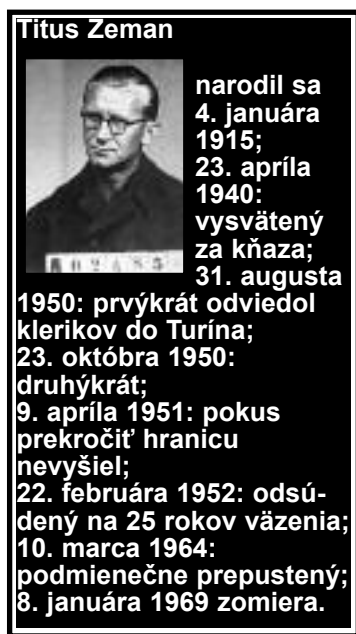 Titus Zeman
narodil sa
4. januára
1915;
23. apríla
1940:
vysvätený
za kňaza;
31. augusta
1950: prvýkrát odviedol
klerikov do Turína;
23. októbra 1950:
druhýkrát;
9. apríla 1951: pokus
prekročiť hranicu
nevyšiel;
22. februára 1952: odsú-
dený na 25 rokov väzenia;
10. marca 1964:
podmienečne prepustený;
8. januára 1969 zomiera.